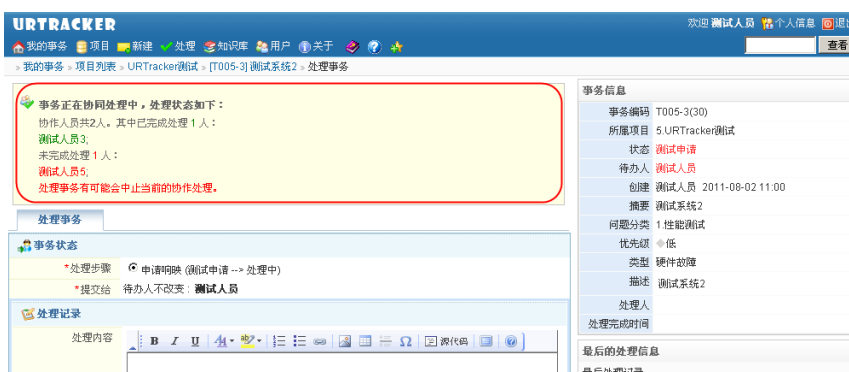 URTRACKER
欢迎 测试人员 个人信息
我的事务 项目 新建 处理 知识库 用户 关于 查看
» 我的事务 » 项目列表 » URTracker测试 » [T005-3] 测试系统2 » 处理事务
事务正在协同处理中，处理状态如下：
协作人员共2人。其中已完成处理 1 人：
测试人员3;
未完成处理 1 人：
测试人员5;
处理事务有可能会中止当前的协作处理。
处理事务
事务状态
*处理步骤 申请响映 (测试申请 --> 处理中)
*提交给 待办人不改变：测试人员
处理记录
处理内容 B I U 源代码
事务信息
事务编码 T005-3(30)
所属项目 5.URTracker测试
状态 测试申请
待办人 测试人员
创建 测试人员 2011-08-02 11:00
摘要 测试系统2
问题分类 1.性能测试
优先级 低
类型 硬件故障
描述 测试系统2
处理人
处理完成时间
最后的处理信息